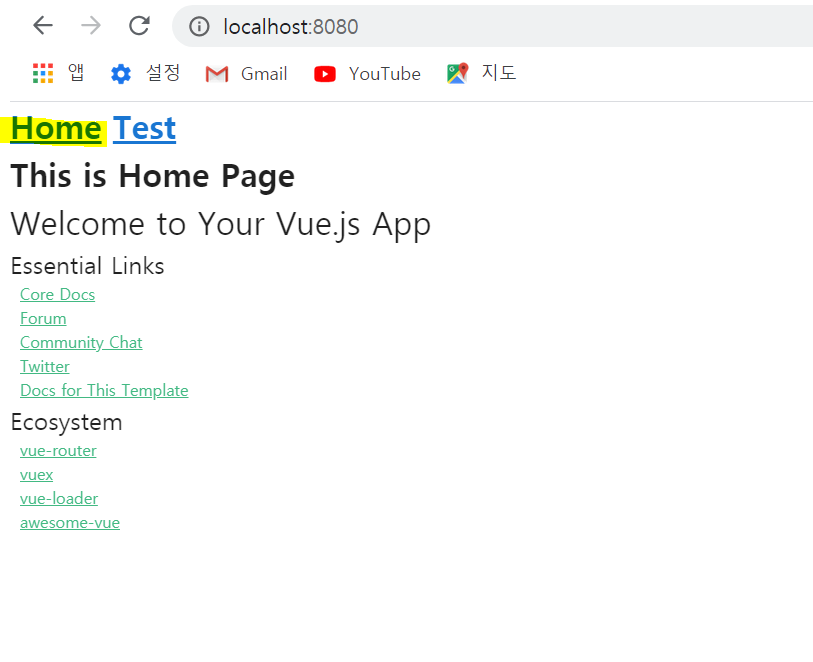 localhost:8080
앱 설정 Gmail YouTube 지도
Home Test
This is Home Page
Welcome to Your Vue.js App
Essential Links
Core Docs
Forum
Community Chat
Twitter
Docs for This Template
Ecosystem
vue-router
vuex
vue-loader
awesome-vue